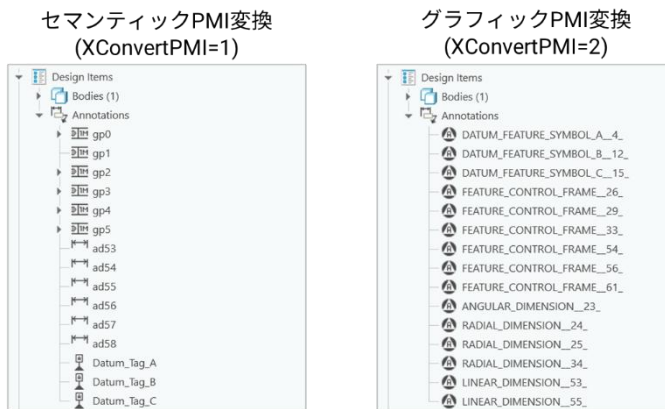 セマンティックPMI変換
(XConvertPMI=1)
Design Items
Bodies (1)
Annotations
gp0
gp1
gp2
gp3
gp4
gp5
ad53
ad54
ad55
ad56
ad57
ad58
Datum_Tag_A
Datum_Tag_B
Datum_Tag_C
グラフィックPMI変換
(XConvertPMI=2)
Design Items
Bodies (1)
Annotations
DATUM_FEATURE_SYMBOL_A__4_
DATUM_FEATURE_SYMBOL_B__12_
DATUM_FEATURE_SYMBOL_C__15_
FEATURE_CONTROL_FRAME__26_
FEATURE_CONTROL_FRAME__29_
FEATURE_CONTROL_FRAME__33_
FEATURE_CONTROL_FRAME__54_
FEATURE_CONTROL_FRAME__56_
FEATURE_CONTROL_FRAME__61_
ANGULAR_DIMENSION__23_
RADIAL_DIMENSION__24_
RADIAL_DIMENSION__25_
RADIAL_DIMENSION__34_
LINEAR_DIMENSION__53_
LINEAR_DIMENSION__55_